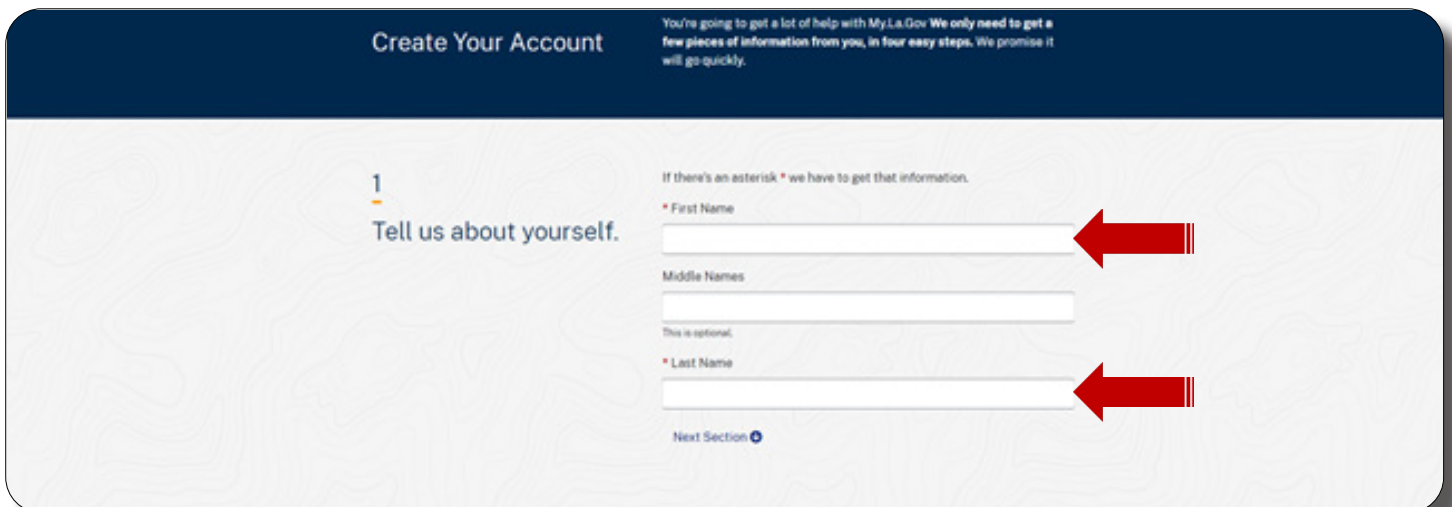 Create Your Account
You're going to get a lot of help with My.La.Gov We only need to get a
few pieces of information from you, in four easy steps. We promise it
will go quickly.
1
Tell us about yourself.
If there's an asterisk * we have to get that information.
* First Name
Middle Names
This is optional.
* Last Name
Next Section